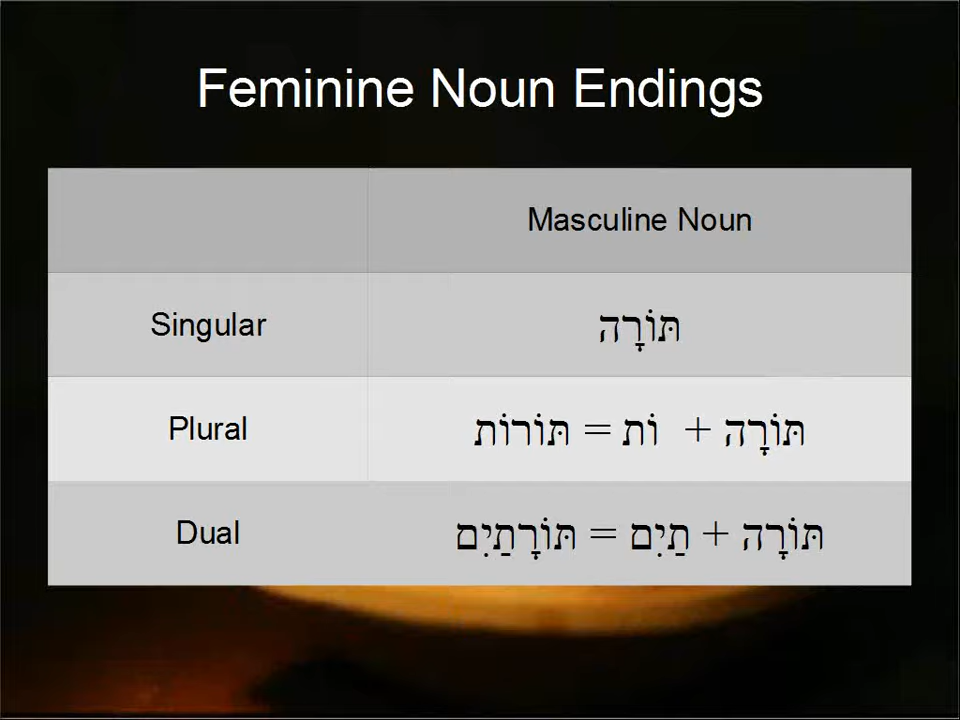 Feminine Noun Endings
Masculine Noun
Singular תּוֹרָה
Plural תּוֹרָה + וֹת = תּוֹרוֹת
Dual תּוֹרָה + תַיִם = תּוֹרָתַיִם